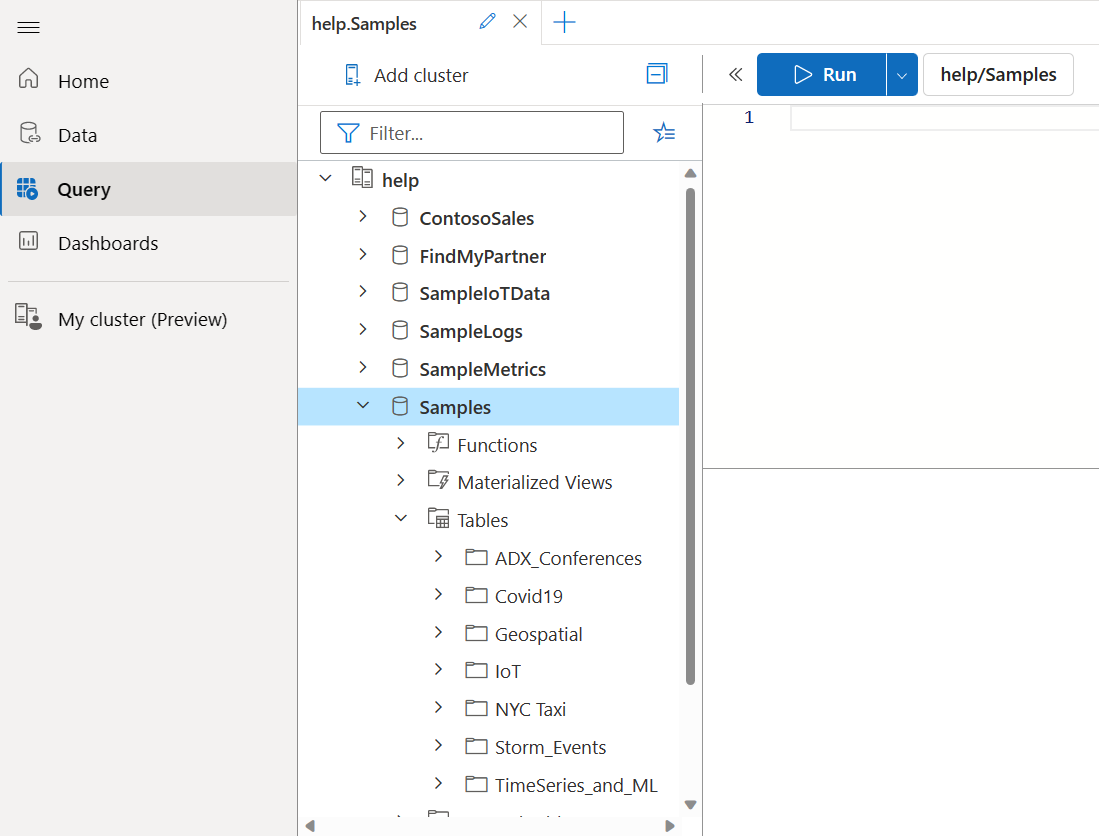 help.Samples
Home
Data
Query
Dashboards
My cluster (Preview)
Add cluster
Filter...
help
ContosoSales
FindMyPartner
SampleIoTData
SampleLogs
SampleMetrics
Samples
Functions
Materialized Views
Tables
ADX_Conferences
Covid19
Geospatial
IoT
NYC Taxi
Storm_Events
TimeSeries_and_ML
Run
help/Samples
1